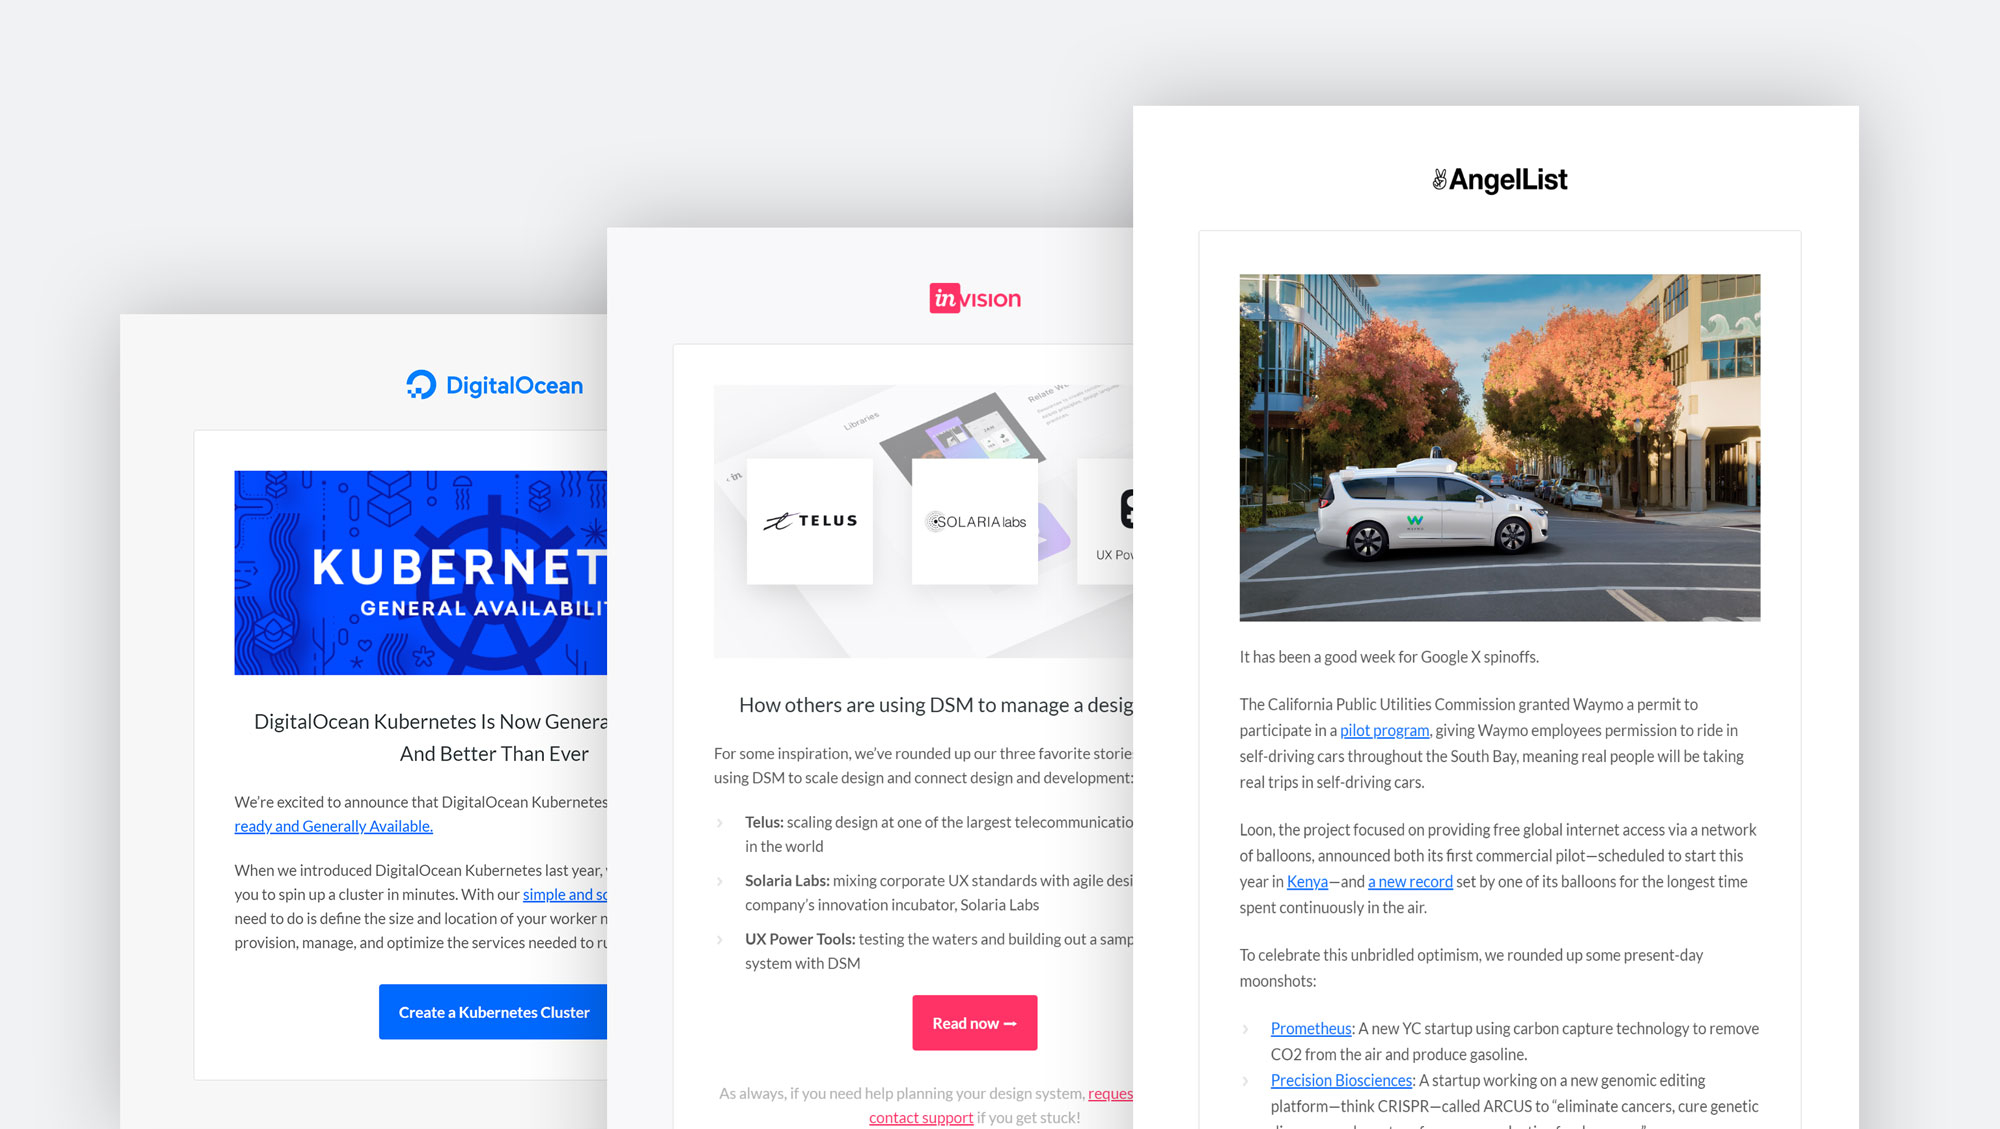 DigitalOcean
KUBERNET
GENERAL AVAILABILI
DigitalOcean Kubernetes Is Now Genera
And Better Than Ever
We’re excited to announce that DigitalOcean Kubernetes
ready and Generally Available.
When we introduced DigitalOcean Kubernetes last year,
you to spin up a cluster in minutes. With our simple and sc
need to do is define the size and location of your worker n
provision, manage, and optimize the services needed to ru
Create a Kubernetes Cluster
invision
Libraries
Relate W
‹ in
TELUS
SOLARIA labs
UX Pow
How others are using DSM to manage a desig
For some inspiration, we’ve rounded up our three favorite storie
using DSM to scale design and connect design and development:
› Telus: scaling design at one of the largest telecommunicatio
in the world
› Solaria Labs: mixing corporate UX standards with agile desi
company’s innovation incubator, Solaria Labs
› UX Power Tools: testing the waters and building out a samp
system with DSM
Read now →
As always, if you need help planning your design system, reques
contact support if you get stuck!
AngelList
WAYMO
It has been a good week for Google X spinoffs.
The California Public Utilities Commission granted Waymo a permit to
participate in a pilot program, giving Waymo employees permission to ride in
self-driving cars throughout the South Bay, meaning real people will be taking
real trips in self-driving cars.
Loon, the project focused on providing free global internet access via a network
of balloons, announced both its first commercial pilot—scheduled to start this
year in Kenya—and a new record set by one of its balloons for the longest time
spent continuously in the air.
To celebrate this unbridled optimism, we rounded up some present-day
moonshots:
› Prometheus: A new YC startup using carbon capture technology to remove
CO2 from the air and produce gasoline.
› Precision Biosciences: A startup working on a new genomic editing
platform—think CRISPR—called ARCUS to “eliminate cancers, cure genetic